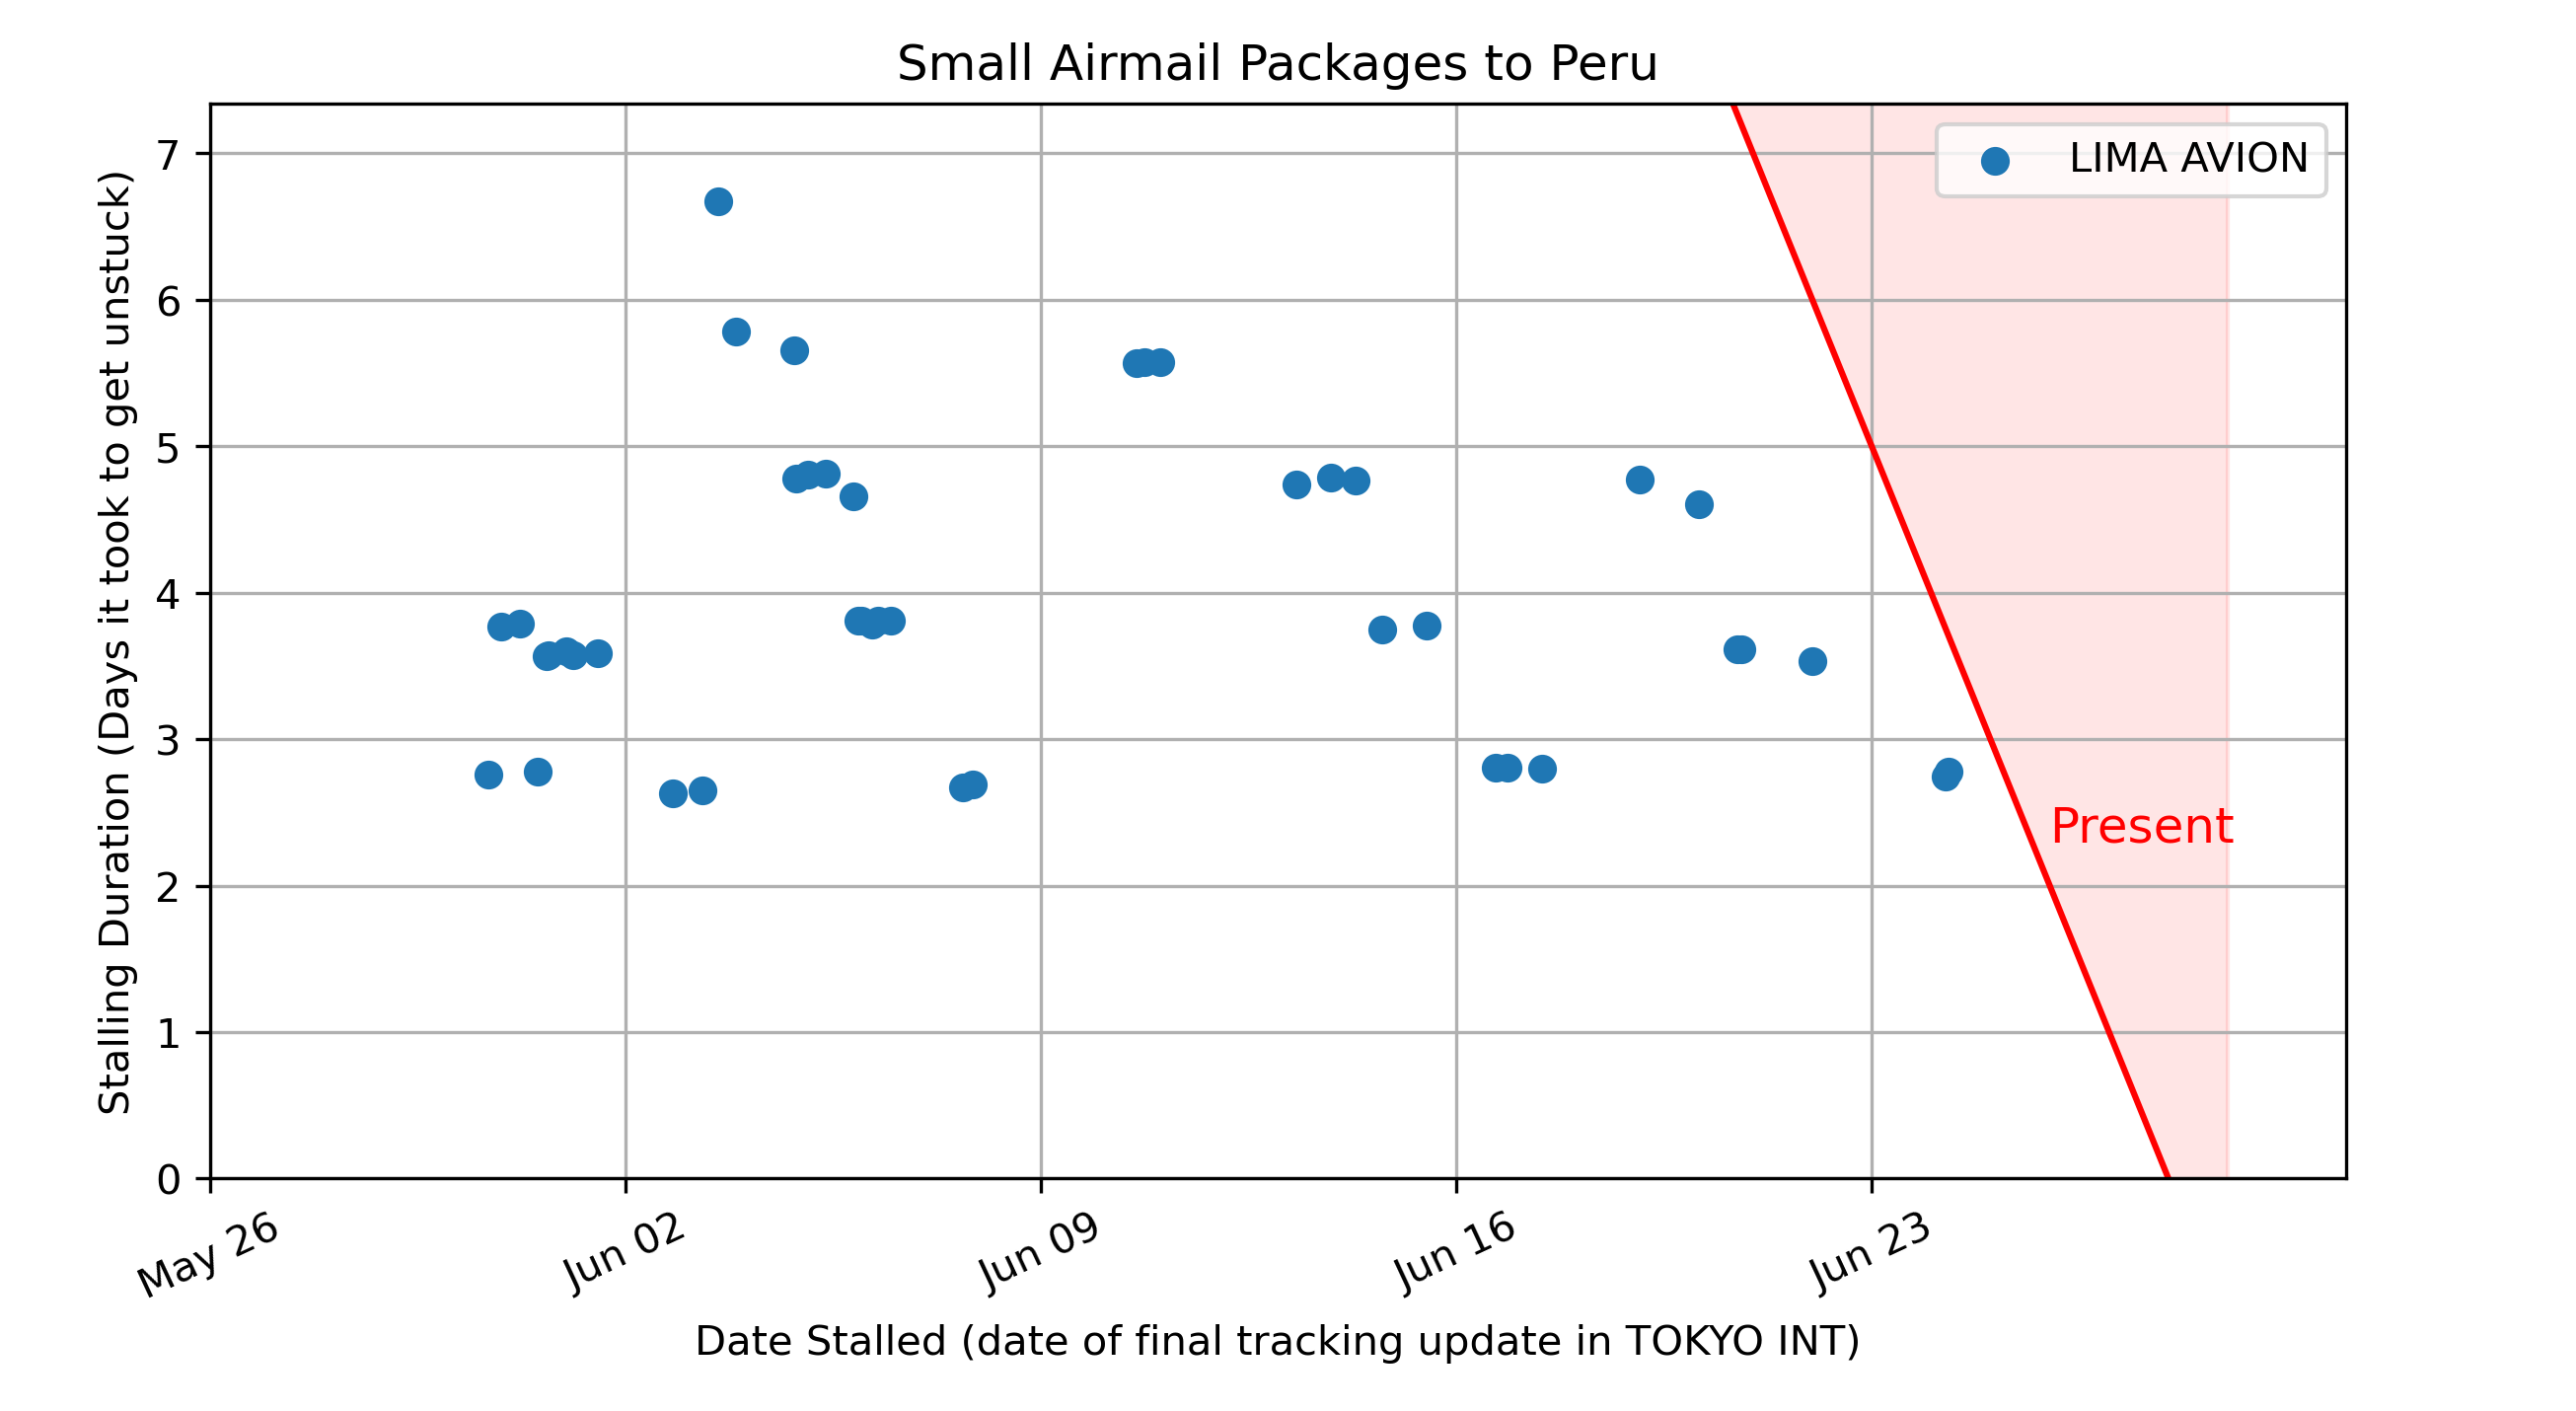 Small Airmail Packages to Peru
LIMA AVION
Stalling Duration (Days it took to get unstuck)
7
6
5
4
3
2
1
0
Present
May 26
Jun 02
Jun 09
Jun 16
Jun 23
Date Stalled (date of final tracking update in TOKYO INT)